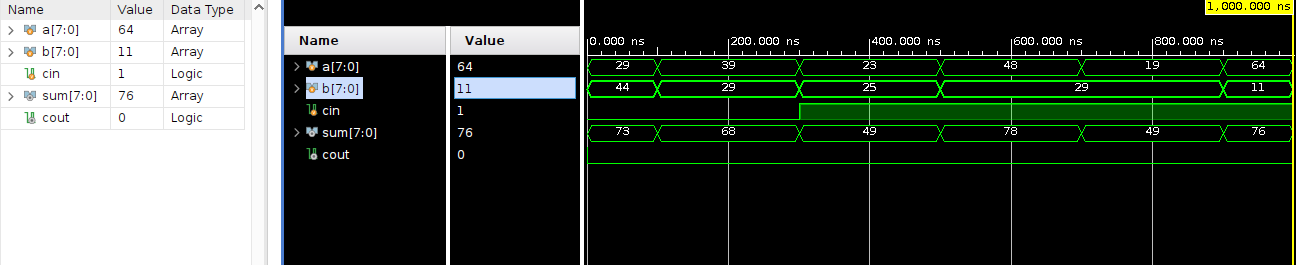 Name Value Data Type
a[7:0] 64 Array
b[7:0] 11 Array
cin 1 Logic
sum[7:0] 76 Array
cout 0 Logic
1,000.000 ns
Name Value
0.000 ns 200.000 ns 400.000 ns 600.000 ns 800.000 ns
a[7:0] 64 29 39 23 48 19 64
b[7:0] 11 44 29 25 29 11
cin 1
sum[7:0] 76 73 68 49 78 49 76
cout 0